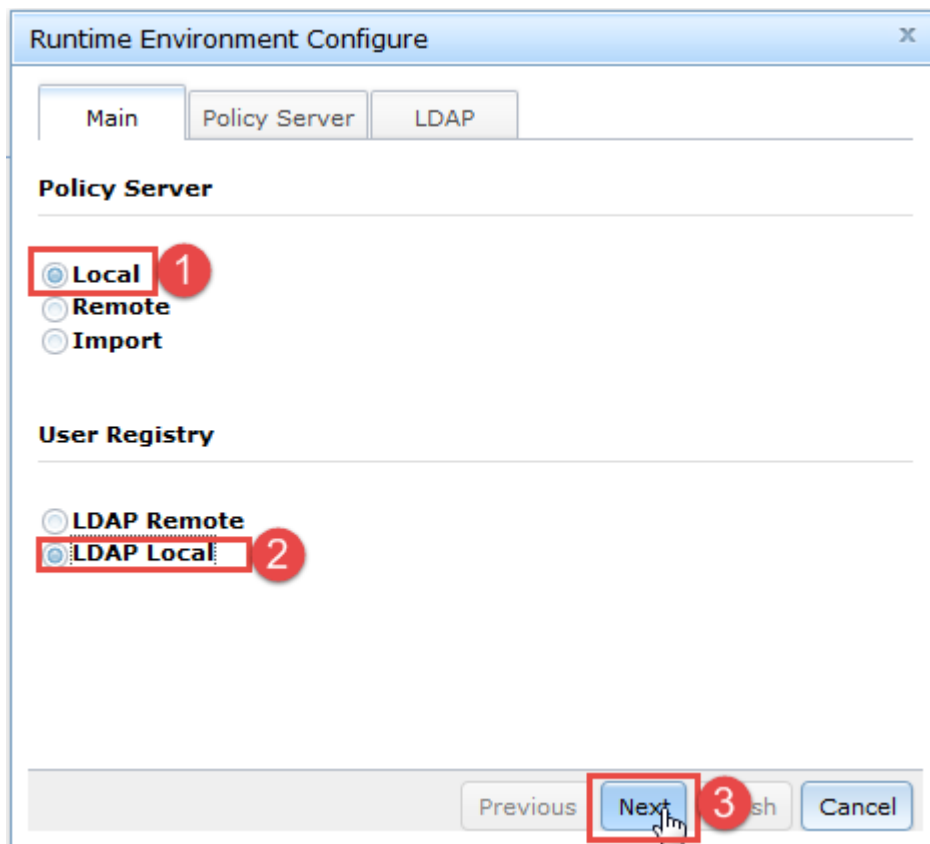 Runtime Environment Configure x
Main Policy Server LDAP
Policy Server
Local 1
Remote
Import
User Registry
LDAP Remote
LDAP Local 2
Previous Next 3 sh Cancel